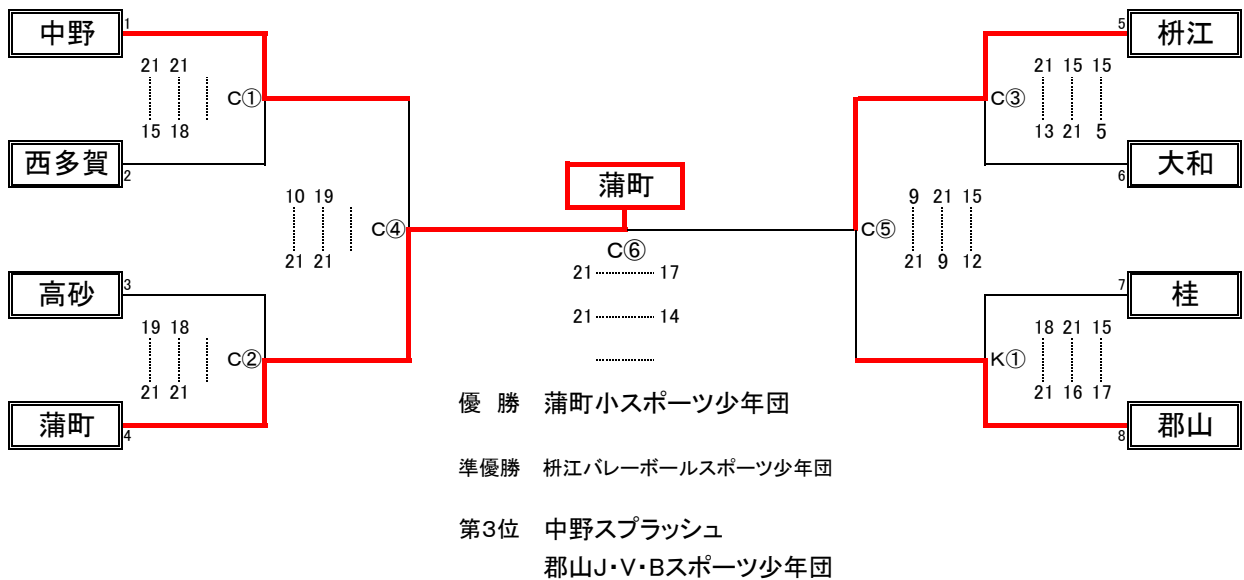 中野 1
21 21
C①
15 18
西多賀 2
10 19
C④
21 21
高砂 3
19 18
C②
21 21
蒲町 4
蒲町
C⑥
21 17
21 14
5 枡江
21 15 15
C③
13 21 5
6 大和
9 21 15
C⑤
21 9 12
7 桂
18 21 15
K①
21 16 17
8 郡山
優 勝 蒲町小スポーツ少年団
準優勝 枡江バレーボールスポーツ少年団
第3位 中野スプラッシュ
郡山J・V・Bスポーツ少年団